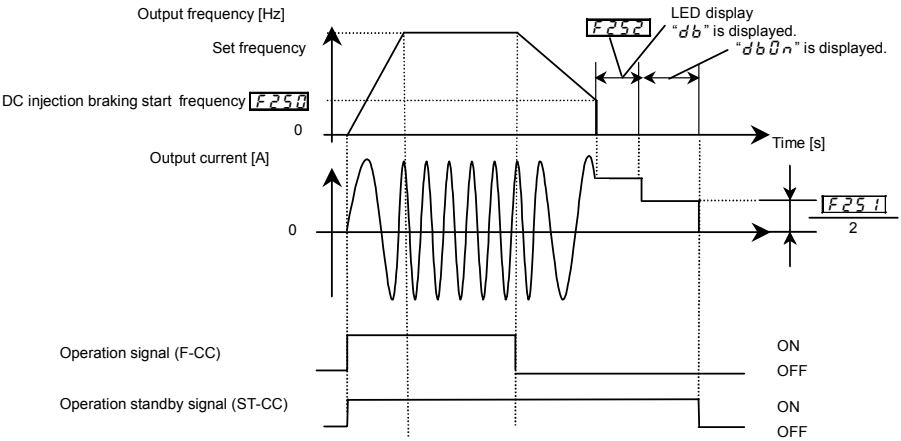 Output frequency [Hz]
LED display
F252
"db" is displayed.
"dbOn" is displayed.
Set frequency
DC injection braking start frequency F250
0
Time [s]
Output current [A]
F251
2
0
Operation signal (F-CC)
ON
OFF
Operation standby signal (ST-CC)
ON
OFF